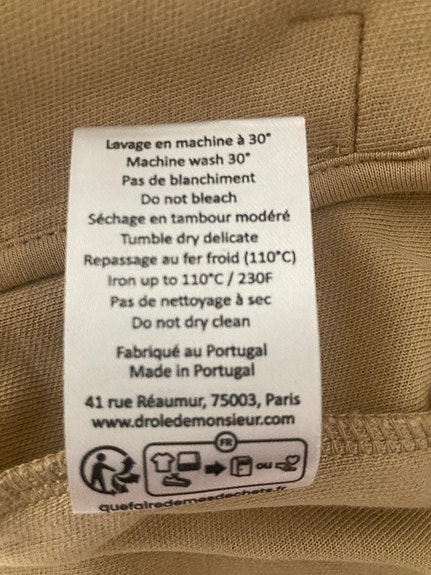 Lavage en machine à 30°
Machine wash 30°
Pas de blanchiment
Do not bleach
Séchage en tambour modéré
Tumble dry delicate
Repassage au fer froid (110°C)
Iron up to 110°C / 230F
Pas de nettoyage à sec
Do not dry clean
Fabriqué au Portugal
Made in Portugal
41 rue Réaumur, 75003, Paris
www.droledemonsieur.com
FR
ou
quefairedemesdechets.fr